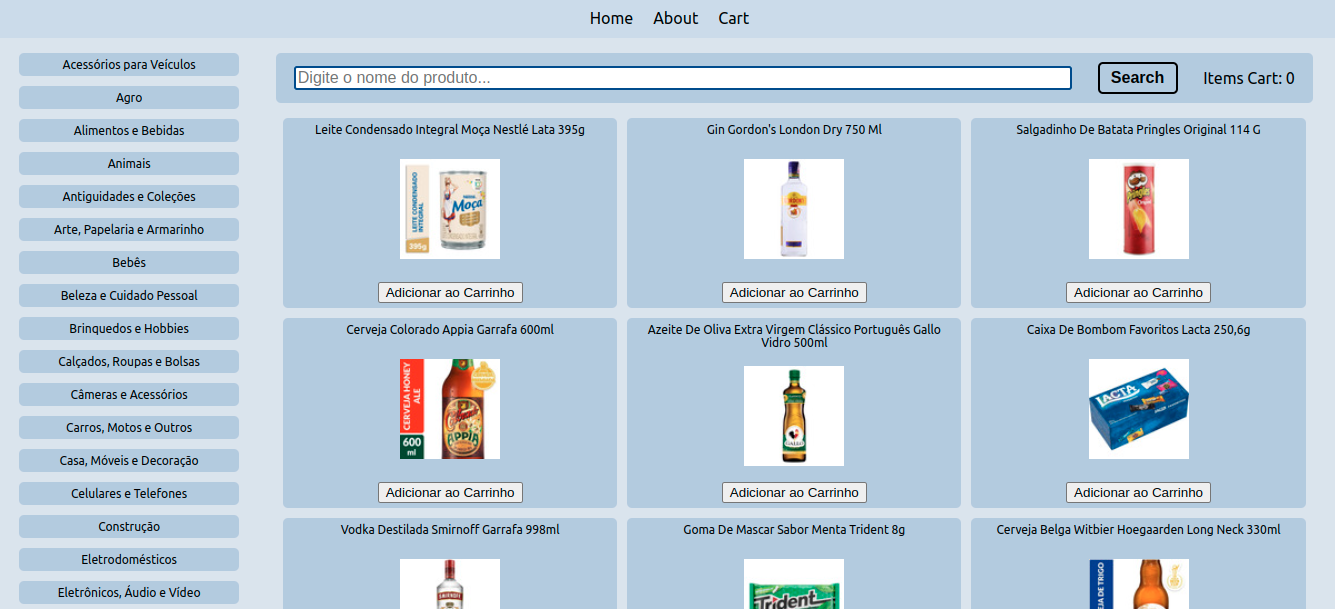 Home About Cart
Acessórios para Veículos
Agro
Alimentos e Bebidas
Animais
Antiguidades e Coleções
Arte, Papelaria e Armarinho
Bebês
Beleza e Cuidado Pessoal
Brinquedos e Hobbies
Calçados, Roupas e Bolsas
Câmeras e Acessórios
Carros, Motos e Outros
Casa, Móveis e Decoração
Celulares e Telefones
Construção
Eletrodomésticos
Eletrônicos, Áudio e Vídeo
Digite o nome do produto...
Search
Items Cart: 0
Leite Condensado Integral Moça Nestlé Lata 395g
LEITE CONDENSADO
INTEGRAL
395g
Moça
Adicionar ao Carrinho
Gin Gordon's London Dry 750 Ml
Adicionar ao Carrinho
Salgadinho De Batata Pringles Original 114 G
Pringles
Adicionar ao Carrinho
Cerveja Colorado Appia Garrafa 600ml
CERVEJA HONEY
ALE
600
ml
APPIA
Adicionar ao Carrinho
Azeite De Oliva Extra Virgem Clássico Português Gallo
Vidro 500ml
GALLO
Adicionar ao Carrinho
Caixa De Bombom Favoritos Lacta 250,6g
LACTA
Adicionar ao Carrinho
Vodka Destilada Smirnoff Garrafa 998ml
SMIRNOFF
Goma De Mascar Sabor Menta Trident 8g
Trident
Cerveja Belga Witbier Hoegaarden Long Neck 330ml
JA DE TRIGO